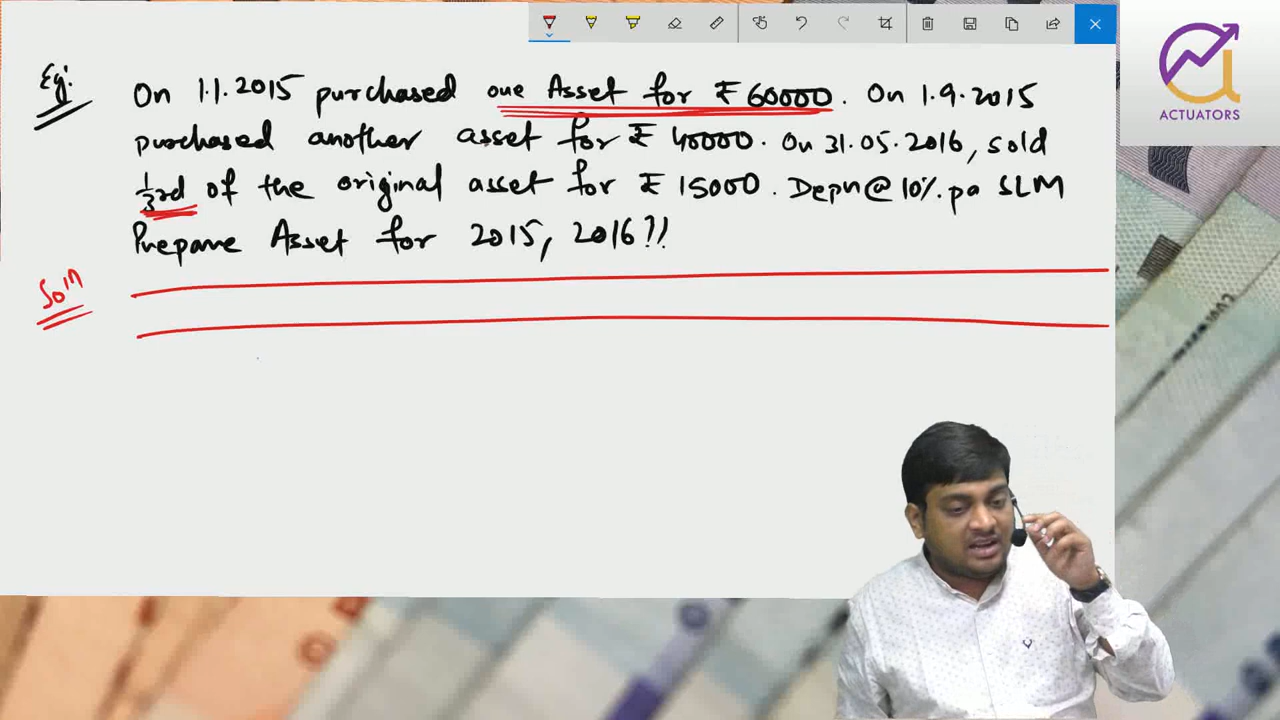 Eg:
On 1.1.2015 purchased one Asset for ₹ 60000. On 1.9.2015
purchased another asset for ₹ 40000. On 31.05.2016, sold
1/3rd of the original asset for ₹ 15000. Depn@10%.pa SLM
Prepare Asset for 2015, 2016??
Soln
ACTUATORS